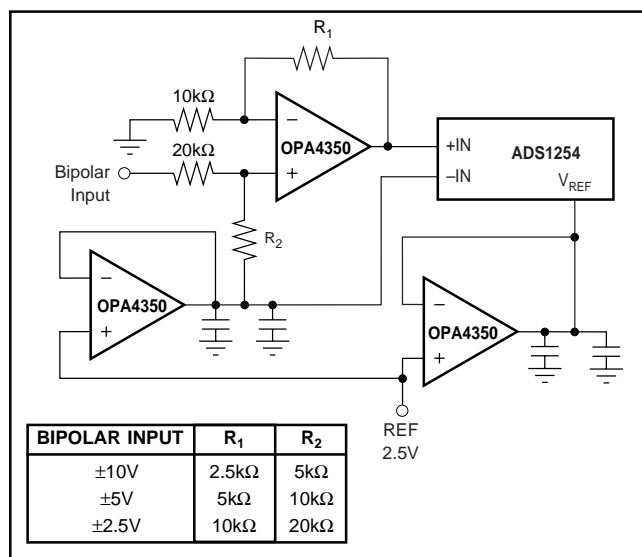 R1
10kΩ
–
OPA4350
+
20kΩ
Bipolar
Input
R2
+IN
ADS1254
–IN
VREF
–
OPA4350
+
–
OPA4350
+
REF
2.5V
BIPOLAR INPUT R1 R2
±10V 2.5kΩ 5kΩ
±5V 5kΩ 10kΩ
±2.5V 10kΩ 20kΩ